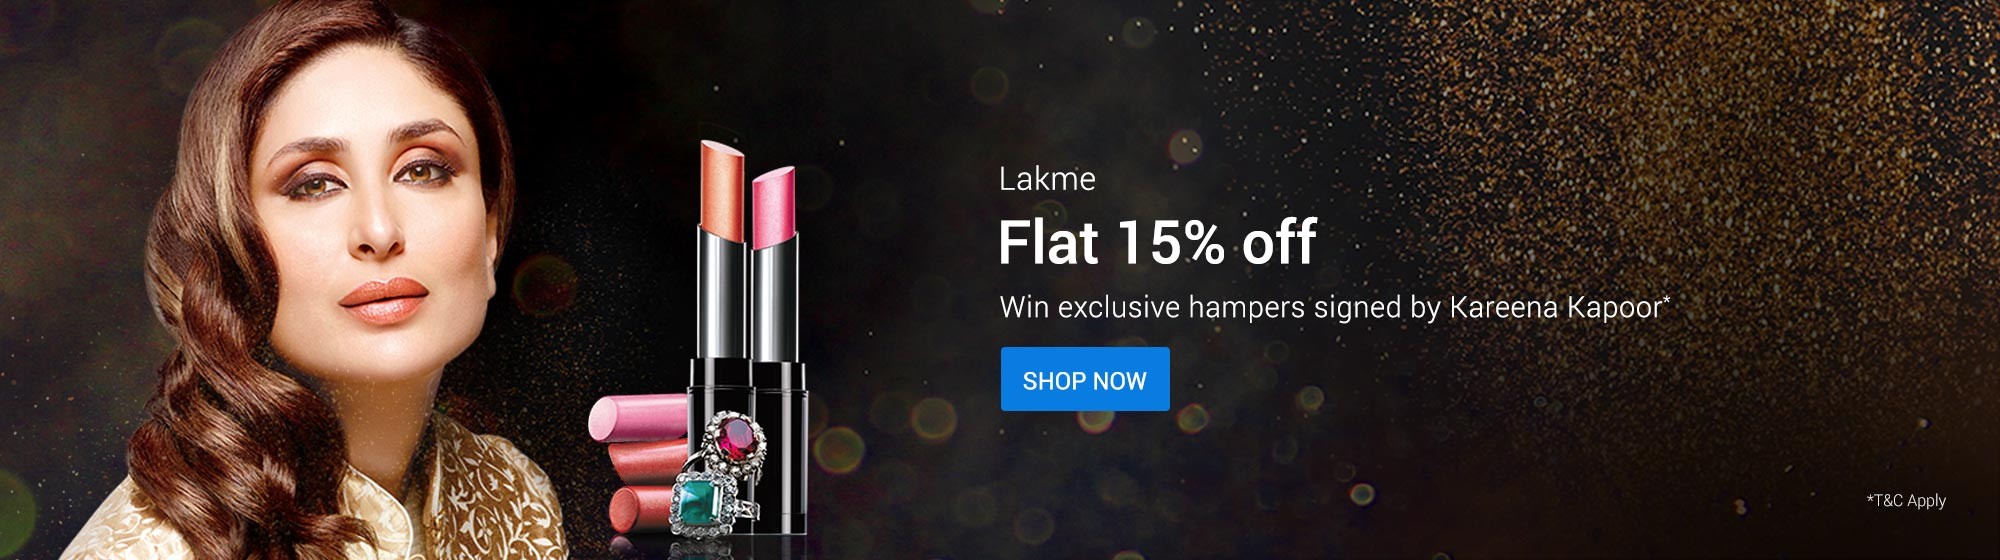 Lakme
Flat 15% off
Win exclusive hampers signed by Kareena Kapoor*
SHOP NOW
*T&C Apply